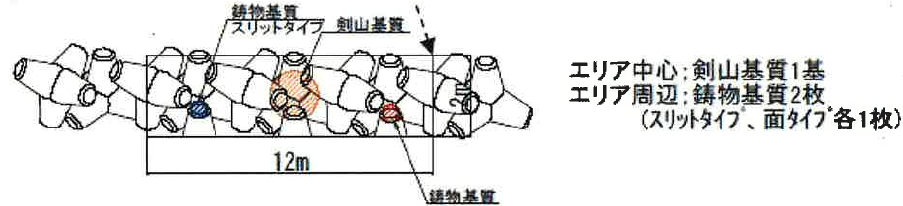 鋳物基質
スリットタイプ
剣山基質
エリア中心:剣山基質1基
エリア周辺:鋳物基質2枚
(スリットタイプ、面タイプ各1枚)
12m
鋳物基質